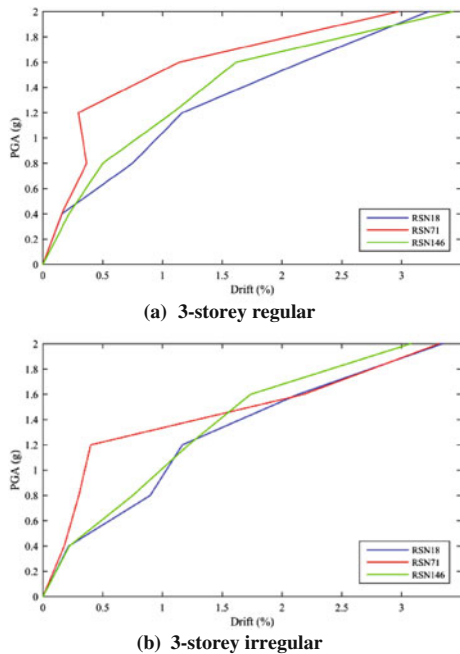 2
1.8
1.6
1.4
1.2
1
0.8
0.6
0.4
0.2
0
PGA (g)
RSN18
RSN71
RSN146
0 0.5 1 1.5 2 2.5 3
Drift (%)
(a) 3-storey regular
2
1.8
1.6
1.4
1.2
1
0.8
0.6
0.4
0.2
0
PGA (g)
RSN18
RSN71
RSN146
0 0.5 1 1.5 2 2.5 3
Drift (%)
(b) 3-storey irregular